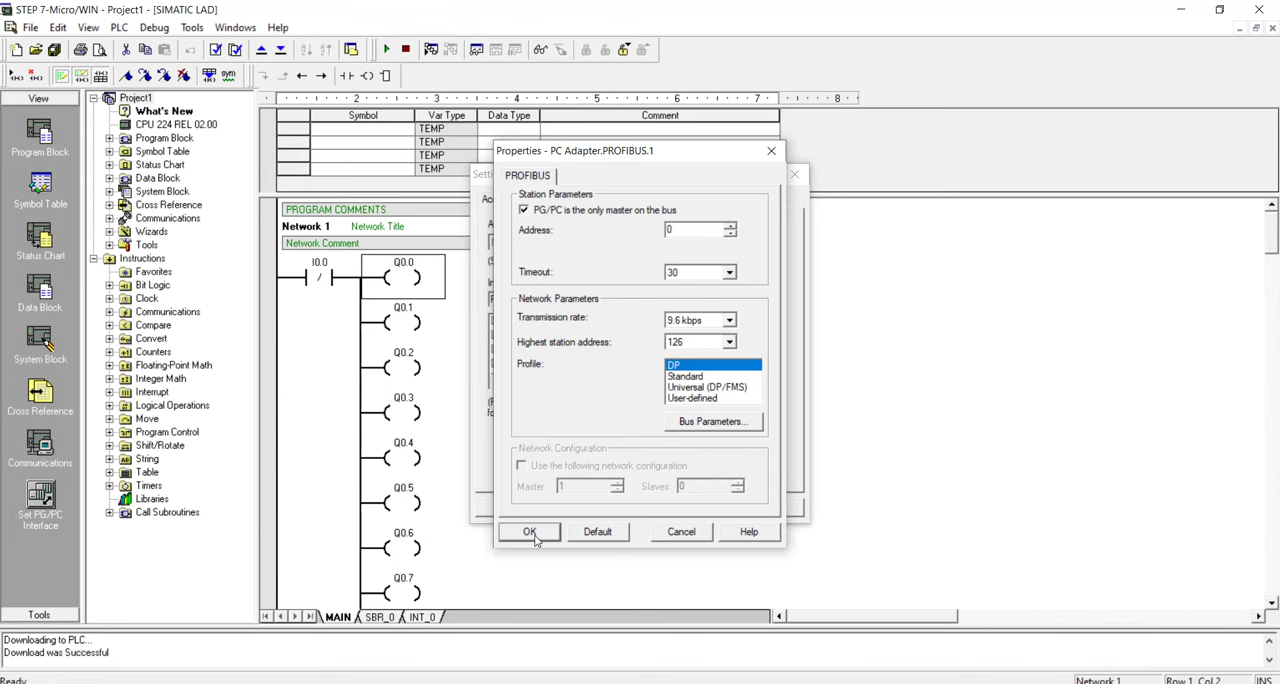 STEP 7-Micro/WIN - Project1 - [SIMATIC LAD]
File Edit View PLC Debug Tools Windows Help
View
Program Block
Symbol Table
Status Chart
Data Block
System Block
Cross Reference
Communications
Set PG/PC
Interface
Tools
Project1
What's New
CPU 224 REL 02.00
Program Block
Symbol Table
Status Chart
Data Block
System Block
Cross Reference
Communications
Wizards
Tools
Instructions
Favorites
Bit Logic
Clock
Communications
Compare
Convert
Counters
Floating-Point Math
Integer Math
Interrupt
Logical Operations
Move
Program Control
Shift/Rotate
String
Table
Timers
Libraries
Call Subroutines
2 3 4 5 6 7 8
Symbol Var Type Data Type Comment
TEMP
TEMP
TEMP
TEMP
PROGRAM COMMENTS
Network 1 Network Title
Network Comment
I0.0 Q0.0
Q0.1
Q0.2
Q0.3
Q0.4
Q0.5
Q0.6
Q0.7
MAIN SBR_0 INT_0
Properties - PC Adapter.PROFIBUS.1
PROFIBUS
Station Parameters
PG/PC is the only master on the bus
Address: 0
Timeout: 30
Network Parameters
Transmission rate: 9.6 kbps
Highest station address: 126
Profile: DP
Standard
Universal (DP/FMS)
User-defined
Bus Parameters...
Network Configuration
Use the following network configuration
Master: 1 Slaves: 0
OK Default Cancel Help
Downloading to PLC...
Download was Successful
Ready Network 1 Row 1, Col 2 INS